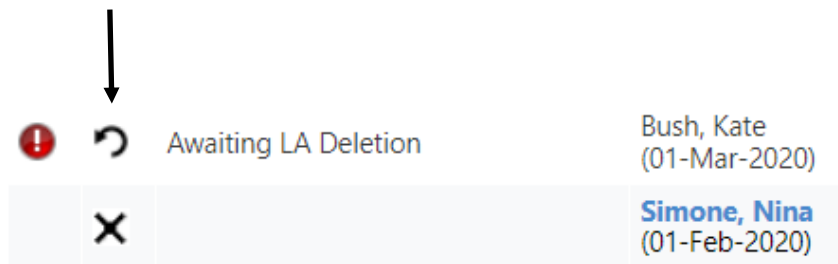 Awaiting LA Deletion
Bush, Kate
(01-Mar-2020)
Simone, Nina
(01-Feb-2020)